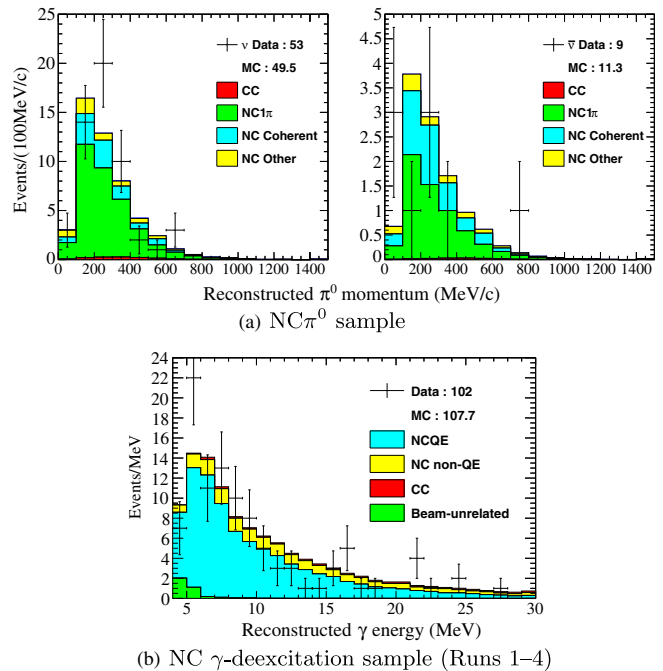 25
20
15
10
5
0
Events/(100MeV/c)
ν Data : 53
MC : 49.5
CC
NC1π
NC Coherent
NC Other
0 200 400 600 800 1000 1200 1400
5
4.5
4
3.5
3
2.5
2
1.5
1
0.5
0
ν̅ Data : 9
MC : 11.3
CC
NC1π
NC Coherent
NC Other
0 200 400 600 800 1000 1200 1400
Reconstructed π⁰ momentum (MeV/c)
(a) NCπ⁰ sample
24
22
20
18
16
14
12
10
8
6
4
2
0
Events/MeV
Data : 102
MC : 107.7
NCQE
NC non-QE
CC
Beam-unrelated
5 10 15 20 25 30
Reconstructed γ energy (MeV)
(b) NC γ-deexcitation sample (Runs 1–4)